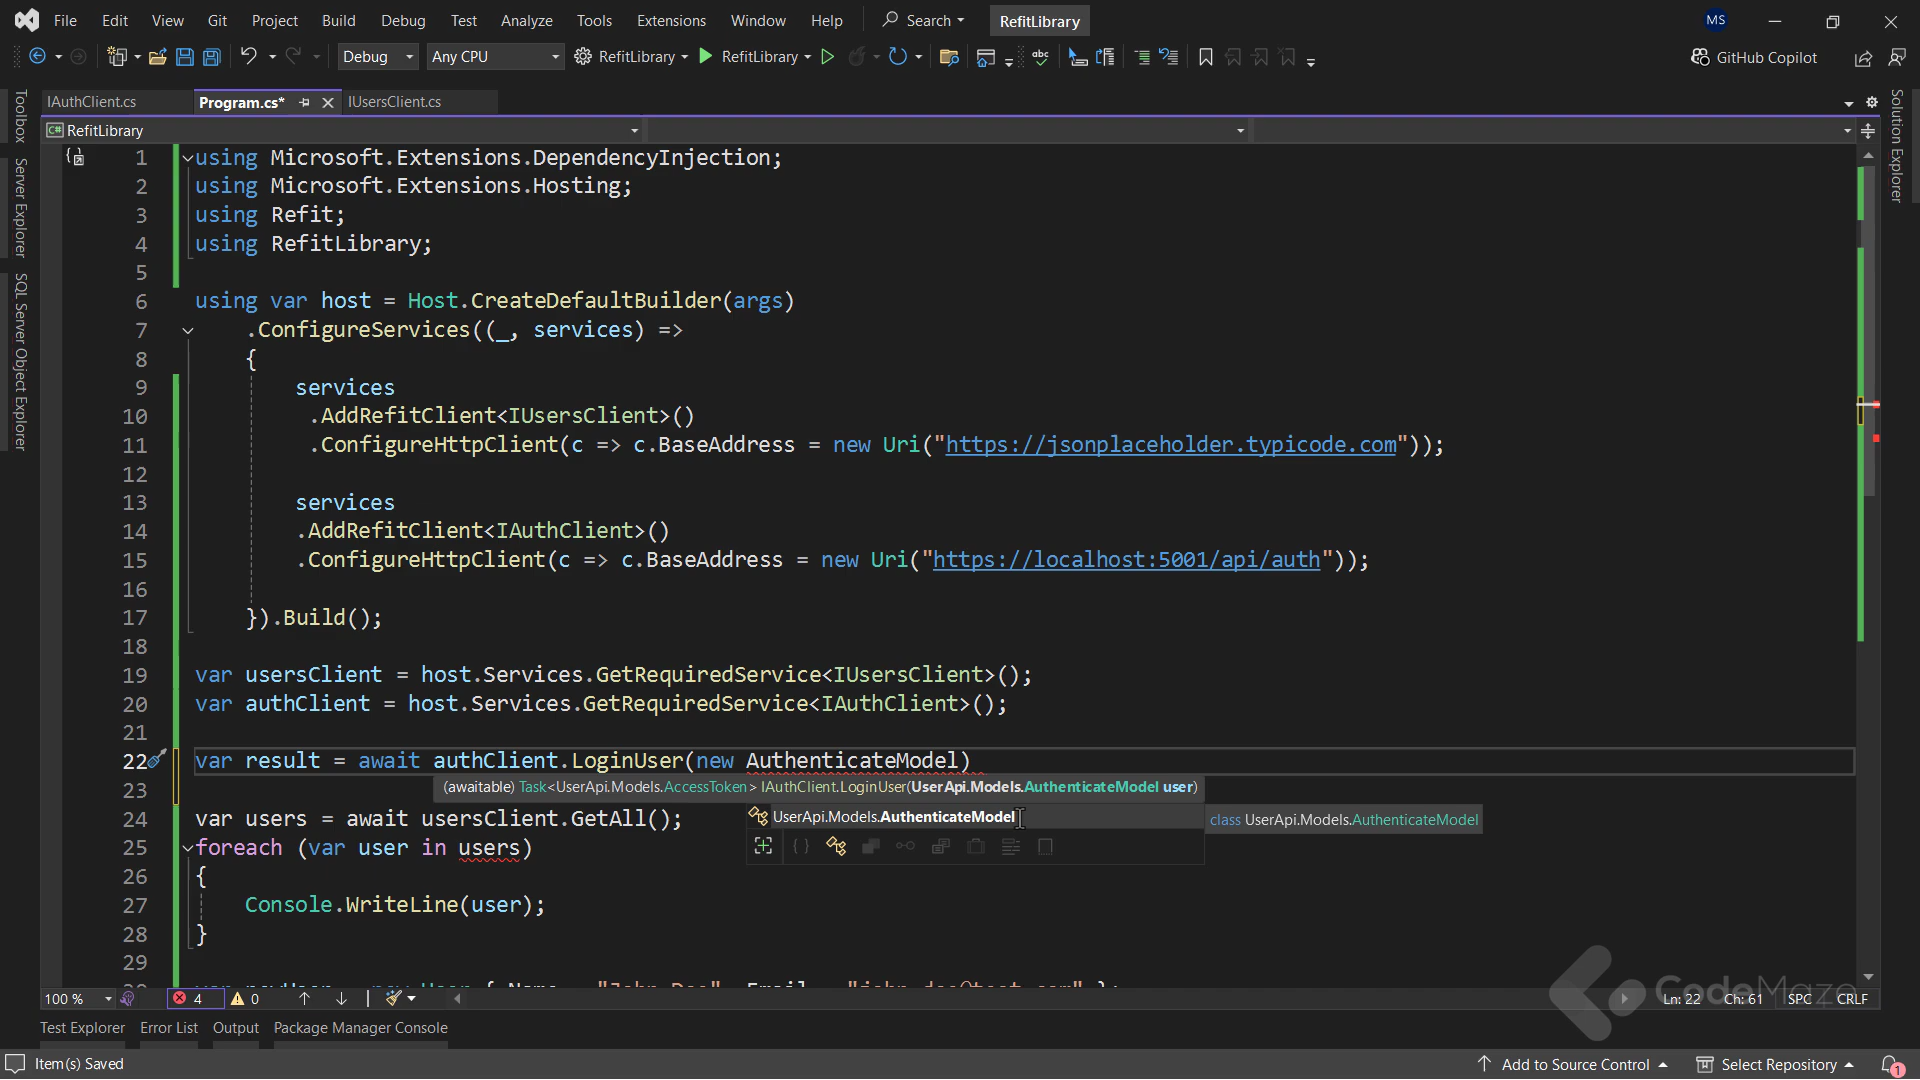 File Edit View Git Project Build Debug Test Analyze Tools Extensions Window Help Search RefitLibrary MS
Debug Any CPU RefitLibrary RefitLibrary abc GitHub Copilot
IAuthClient.cs Program.cs* IUsersClient.cs
C# RefitLibrary
Toolbox
Server Explorer
SQL Server Object Explorer
Solution Explorer
1 using Microsoft.Extensions.DependencyInjection;
2 using Microsoft.Extensions.Hosting;
3 using Refit;
4 using RefitLibrary;
5
6 using var host = Host.CreateDefaultBuilder(args)
7 .ConfigureServices((_, services) =>
8 {
9 services
10 .AddRefitClient<IUsersClient>()
11 .ConfigureHttpClient(c => c.BaseAddress = new Uri("https://jsonplaceholder.typicode.com"));
12
13 services
14 .AddRefitClient<IAuthClient>()
15 .ConfigureHttpClient(c => c.BaseAddress = new Uri("https://localhost:5001/api/auth"));
16
17 }).Build();
18
19 var usersClient = host.Services.GetRequiredService<IUsersClient>();
20 var authClient = host.Services.GetRequiredService<IAuthClient>();
21
22 var result = await authClient.LoginUser(new AuthenticateModel)
(awaitable) Task<UserApi.Models.AccessToken> IAuthClient.LoginUser(UserApi.Models.AuthenticateModel user)
23
UserApi.Models.AuthenticateModel class UserApi.Models.AuthenticateModel
24 var users = await usersClient.GetAll();
25 foreach (var user in users)
26 {
27 Console.WriteLine(user);
28 }
29
100 % 4 0 Ln: 22 Ch: 61 SPC CRLF
CodeMaze
Test Explorer Error List Output Package Manager Console
Item(s) Saved Add to Source Control Select Repository 1